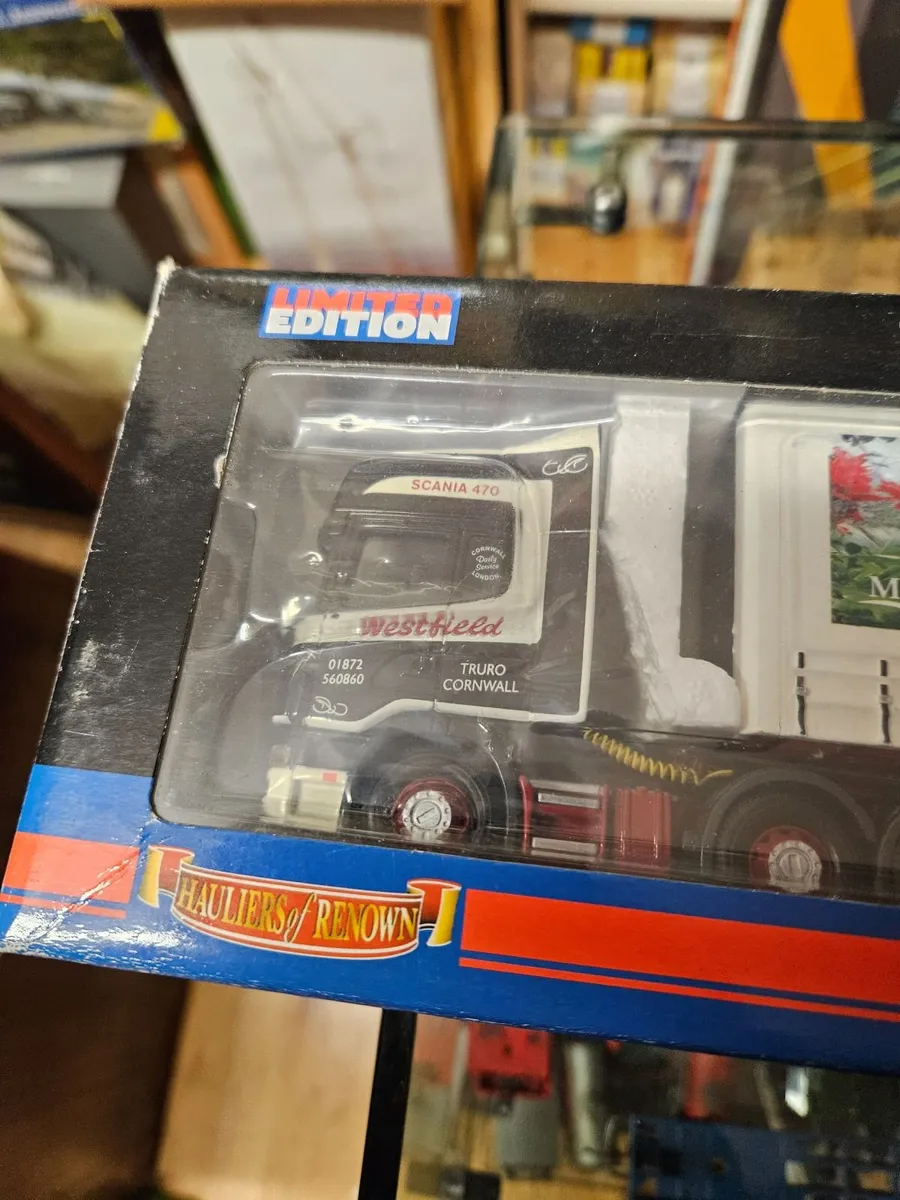 LIMITED
EDITION
SCANIA 470
CORNWALL
Daily
Service
LONDON
Westfield
01872
560860
TRURO
CORNWALL
M
HAULIERS of RENOWN